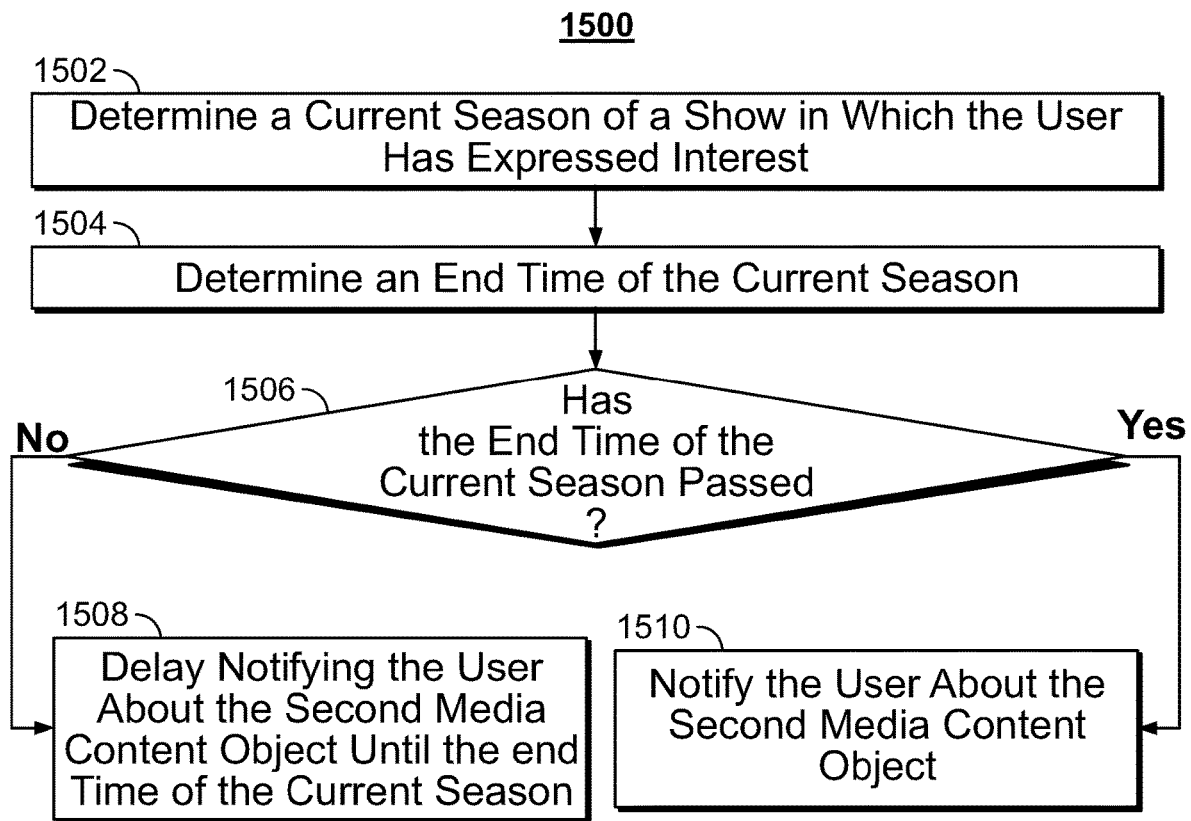 1500
1502
Determine a Current Season of a Show in Which the User
Has Expressed Interest
1504
Determine an End Time of the Current Season
1506
Has
the End Time of the
Current Season Passed
?
No
Yes
1508
Delay Notifying the User
About the Second Media
Content Object Until the end
Time of the Current Season
1510
Notify the User About the
Second Media Content
Object